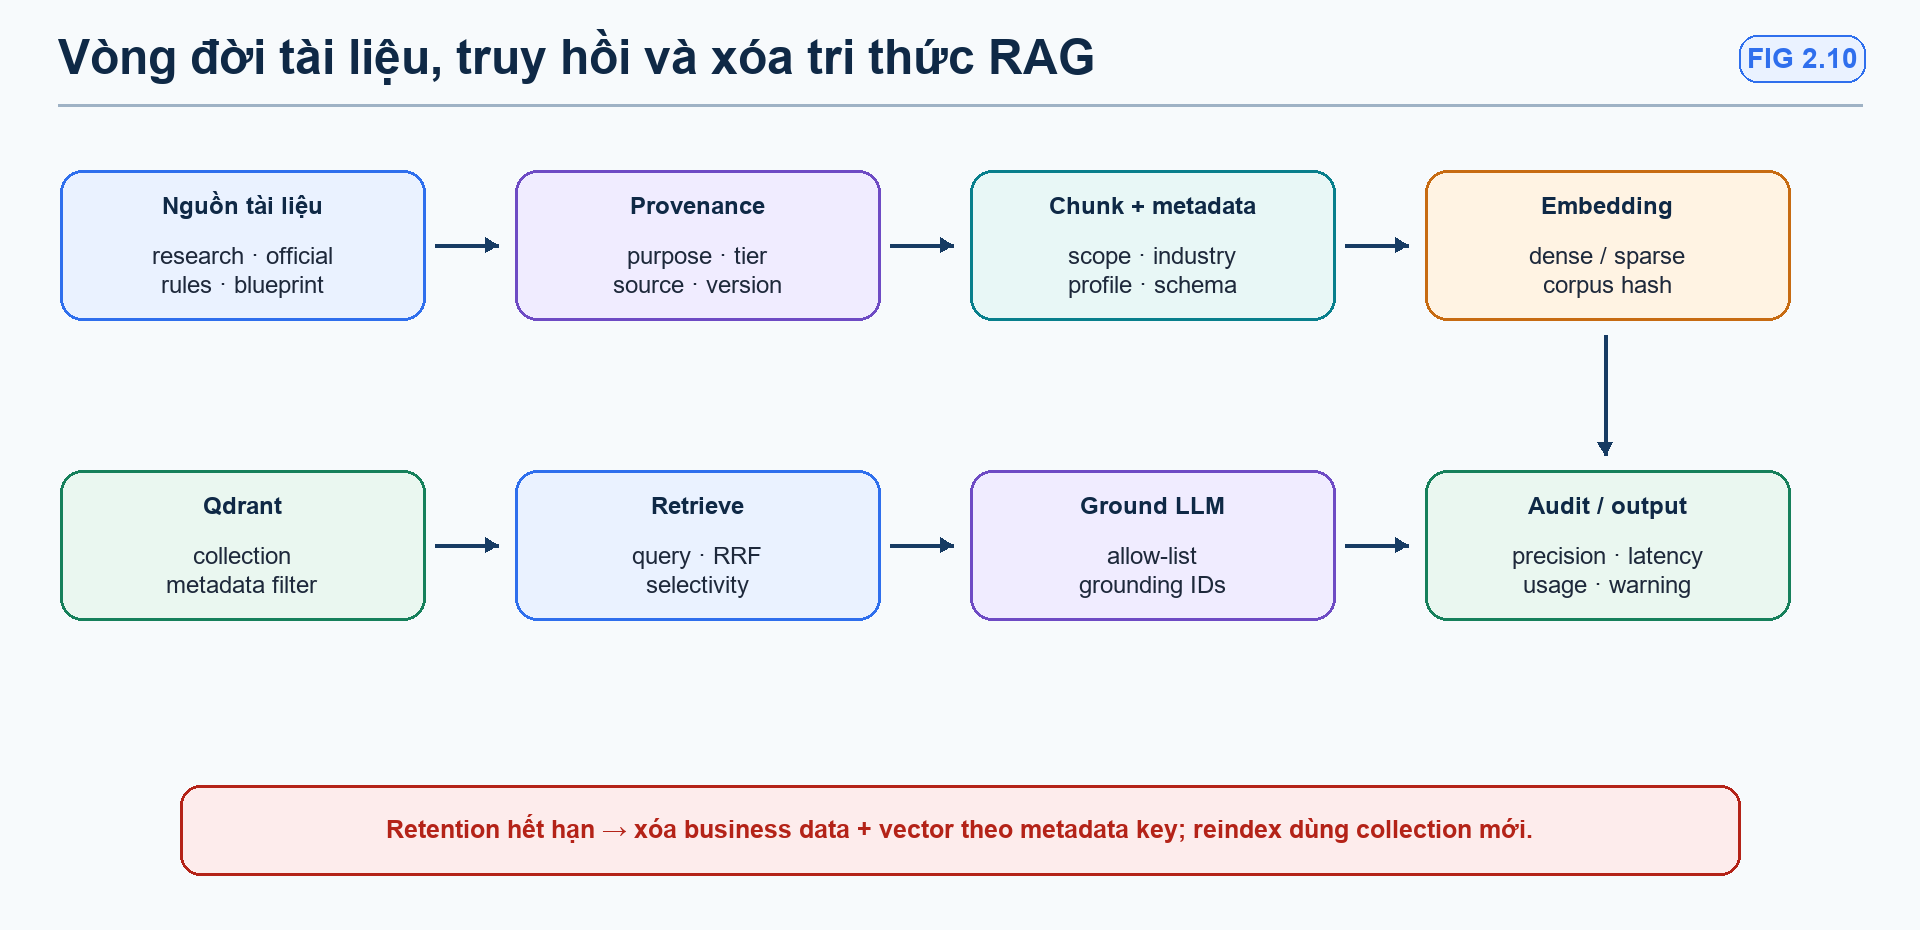 Vòng đời tài liệu, truy hồi và xóa tri thức RAG
FIG 2.10
Nguồn tài liệu
research · official
rules · blueprint
Provenance
purpose · tier
source · version
Chunk + metadata
scope · industry
profile · schema
Embedding
dense / sparse
corpus hash
Qdrant
collection
metadata filter
Retrieve
query · RRF
selectivity
Ground LLM
allow-list
grounding IDs
Audit / output
precision · latency
usage · warning
Retention hết hạn → xóa business data + vector theo metadata key; reindex dùng collection mới.